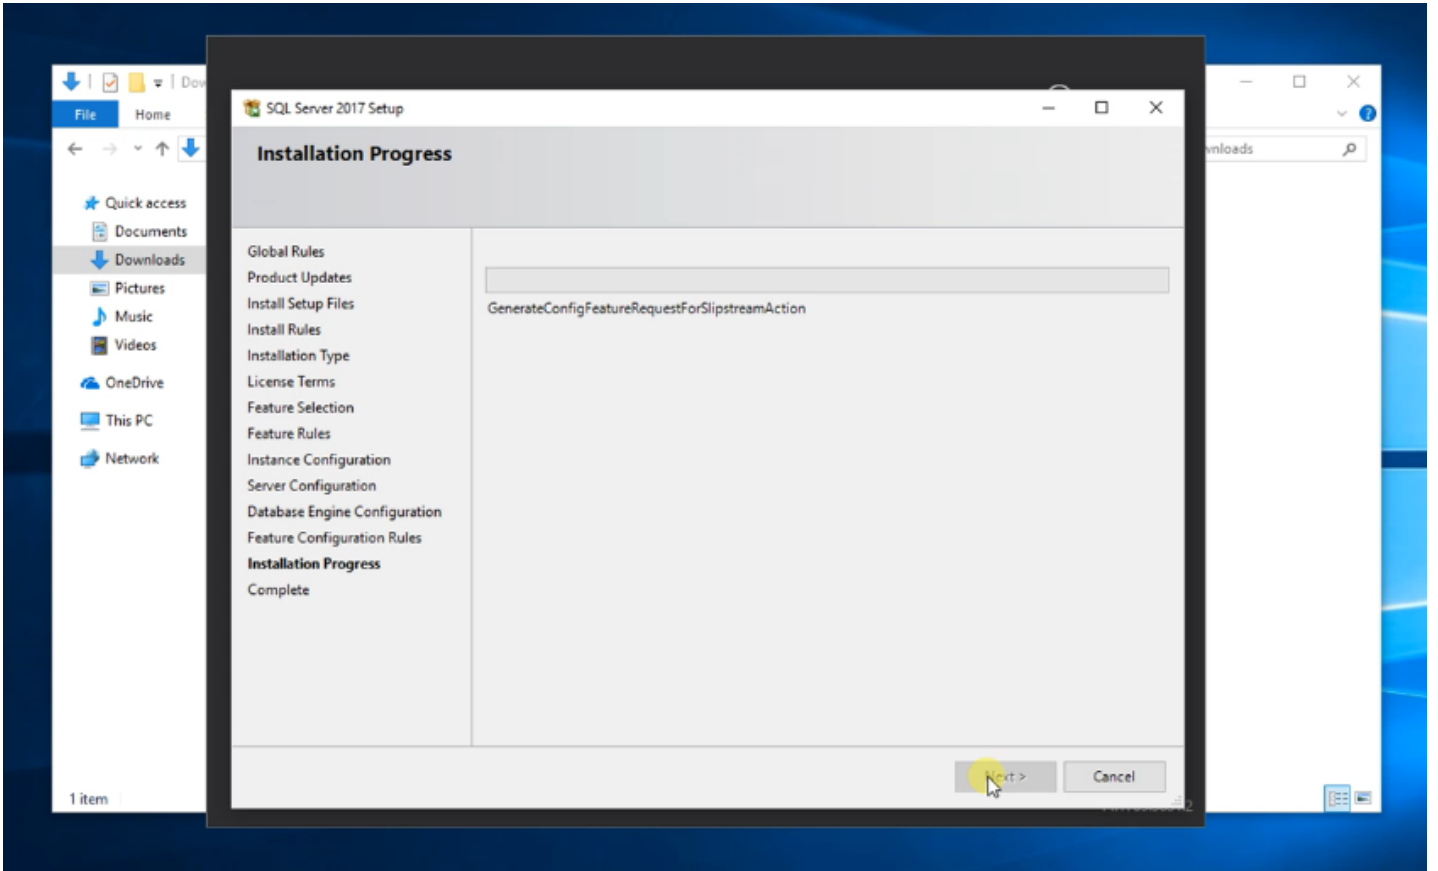 Dow
File
Home
wnloads
Quick access
Documents
Downloads
Pictures
Music
Videos
OneDrive
This PC
Network
1 item
SQL Server 2017 Setup
Installation Progress
Global Rules
Product Updates
Install Setup Files
Install Rules
Installation Type
License Terms
Feature Selection
Feature Rules
Instance Configuration
Server Configuration
Database Engine Configuration
Feature Configuration Rules
Installation Progress
Complete
GenerateConfigFeatureRequestForSlipstreamAction
Next >
Cancel